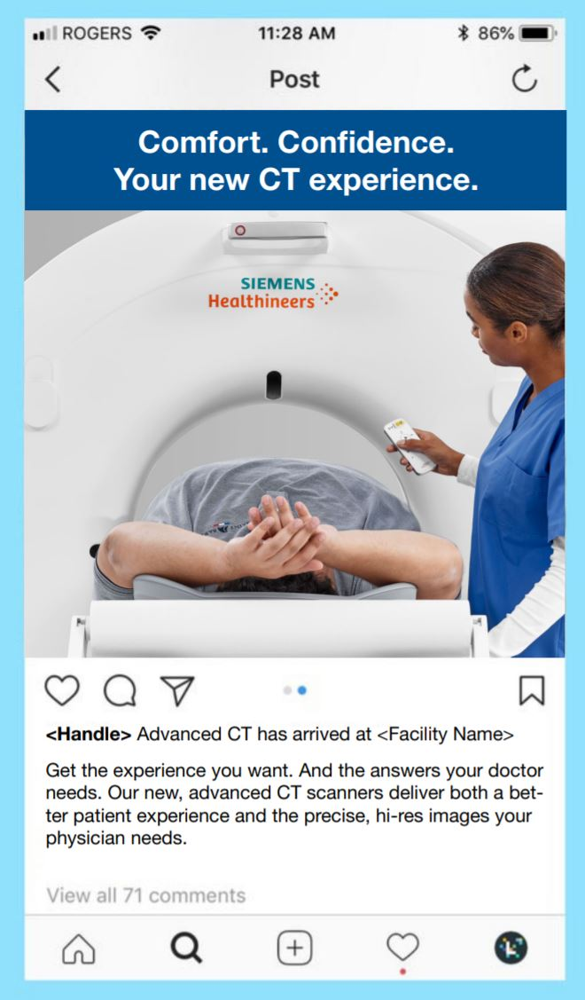 ROGERS 11:28 AM 86%
Post
Comfort. Confidence.
Your new CT experience.
SIEMENS
Healthineers
<Handle> Advanced CT has arrived at <Facility Name>
Get the experience you want. And the answers your doctor
needs. Our new, advanced CT scanners deliver both a bet-
ter patient experience and the precise, hi-res images your
physician needs.
View all 71 comments